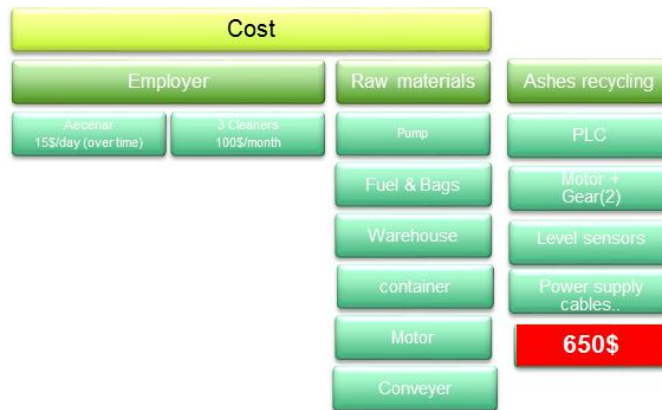 Cost
Employer
Raw materials
Ashes recycling
Aecenar
15$/day (over time)
3 Cleaners
100$/month
Pump
Fuel & Bags
Warehouse
container
Motor
Conveyer
PLC
Motor +
Gear(2)
Level sensors
Power supply
cables..
650$